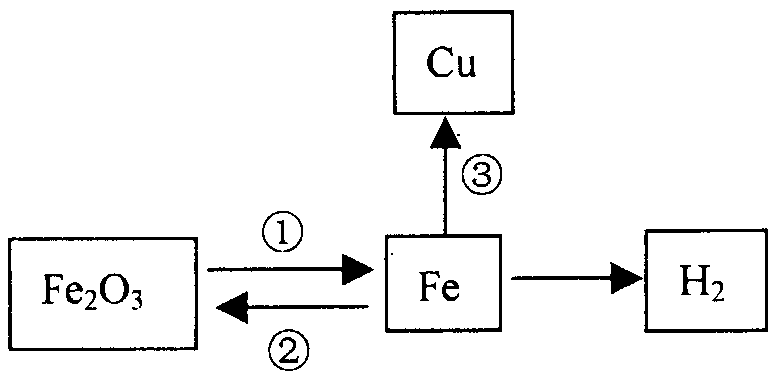 Cu
③
①
Fe₂O₃
Fe
H₂
②